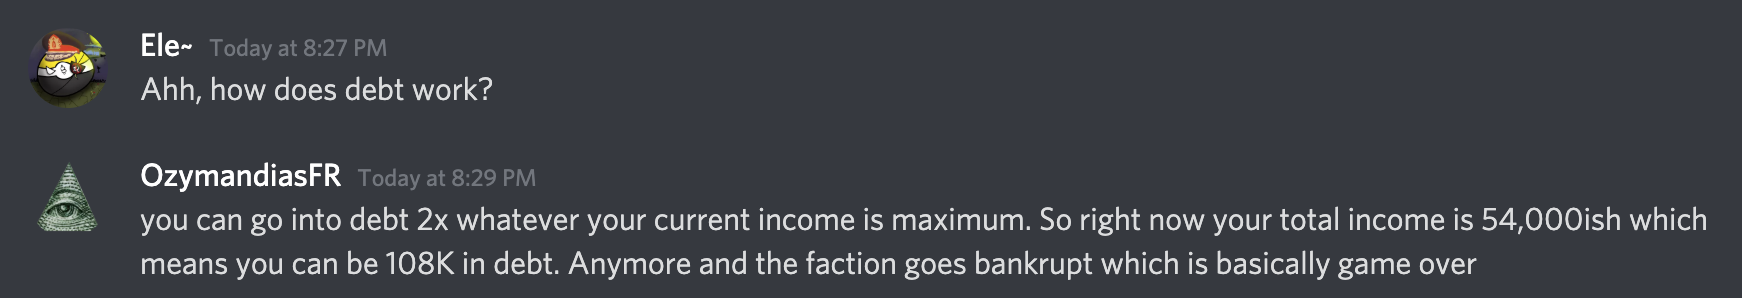 Ele~ Today at 8:27 PM
Ahh, how does debt work?
OzymandiasFR Today at 8:29 PM
you can go into debt 2x whatever your current income is maximum. So right now your total income is 54,000ish which
means you can be 108K in debt. Anymore and the faction goes bankrupt which is basically game over